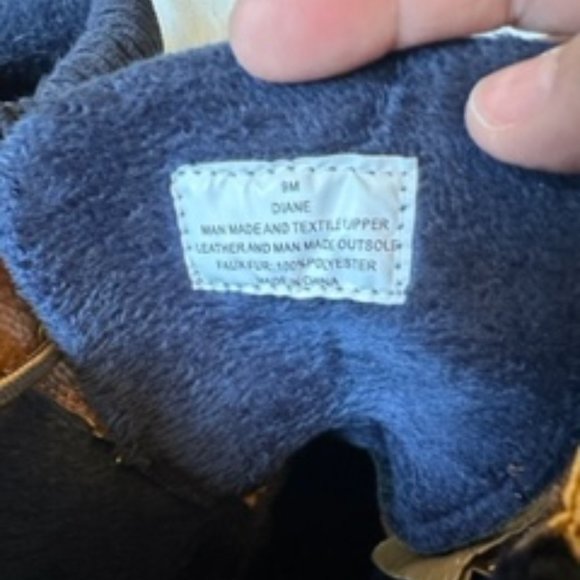 9M
DIANE
MAN MADE AND TEXTILE UPPER
LEATHER AND MAN MADE OUTSOLE
FAUX FUR: 100% POLYESTER
MADE IN CHINA